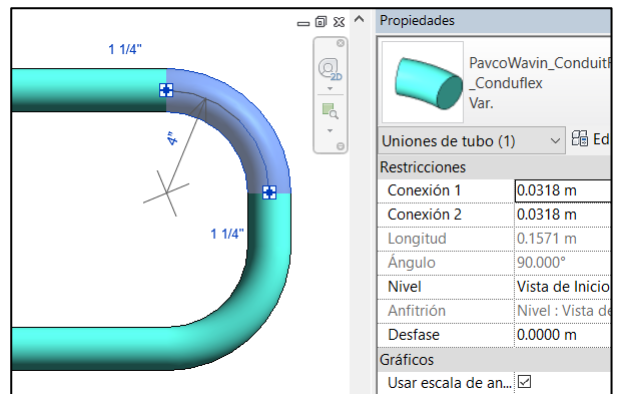 1 1/4"
4"
1 1/4"
2D
Propiedades
PavcoWavin_Conduit
_Conduflex
Var.
Uniones de tubo (1) Ed
Restricciones
Conexión 1 0.0318 m
Conexión 2 0.0318 m
Longitud 0.1571 m
Ángulo 90.000°
Nivel Vista de Inicio
Anfitrión Nivel : Vista de
Desfase 0.0000 m
Gráficos
Usar escala de an...